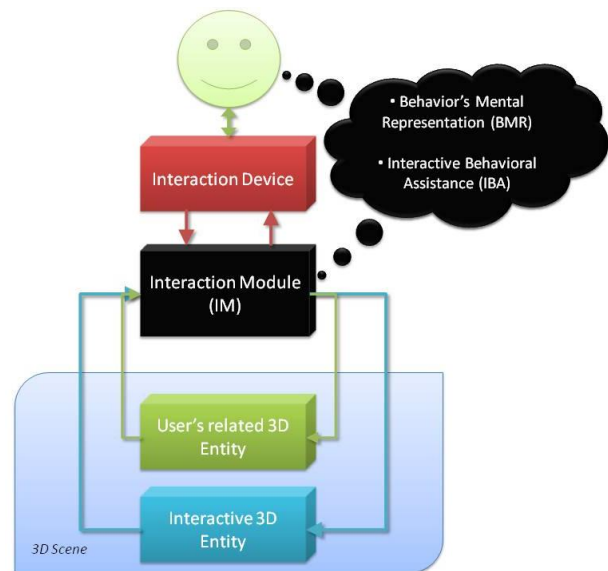 • Behavior's Mental
Representation (BMR)
• Interactive Behavioral
Assistance (IBA)
Interaction Device
Interaction Module
(IM)
User's related 3D
Entity
Interactive 3D
Entity
3D Scene